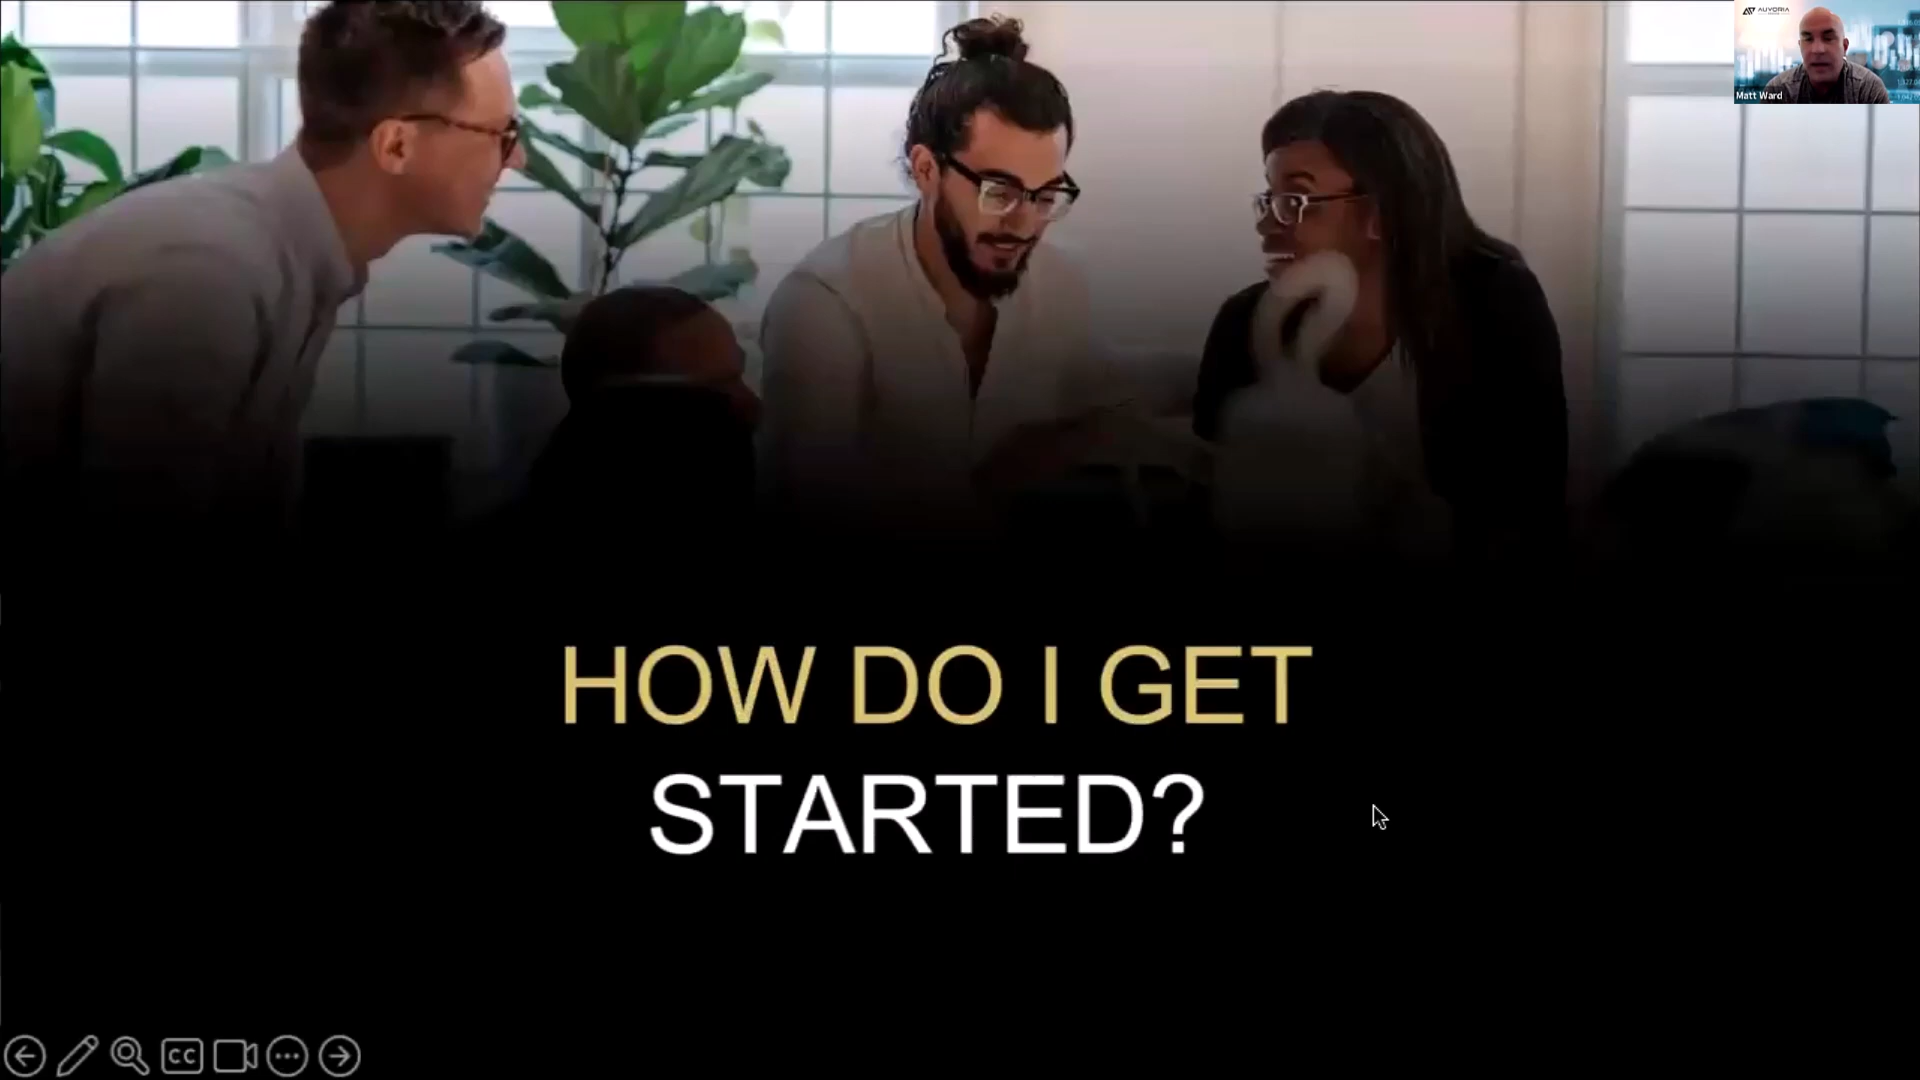 AUVORIA
Matt Ward
HOW DO I GET
STARTED?
CC